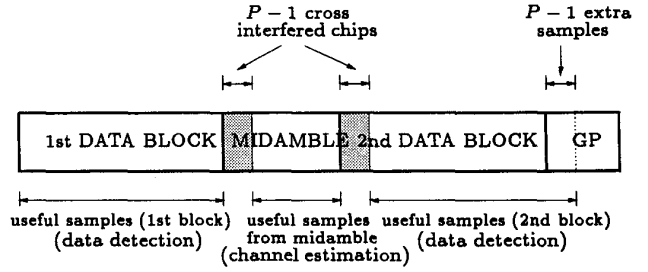 P − 1 cross
interfered chips
P − 1 extra
samples
1st DATA BLOCK
MIDAMBLE
2nd DATA BLOCK
GP
useful samples (1st block)
(data detection)
useful samples
from midamble
(channel estimation)
useful samples (2nd block)
(data detection)